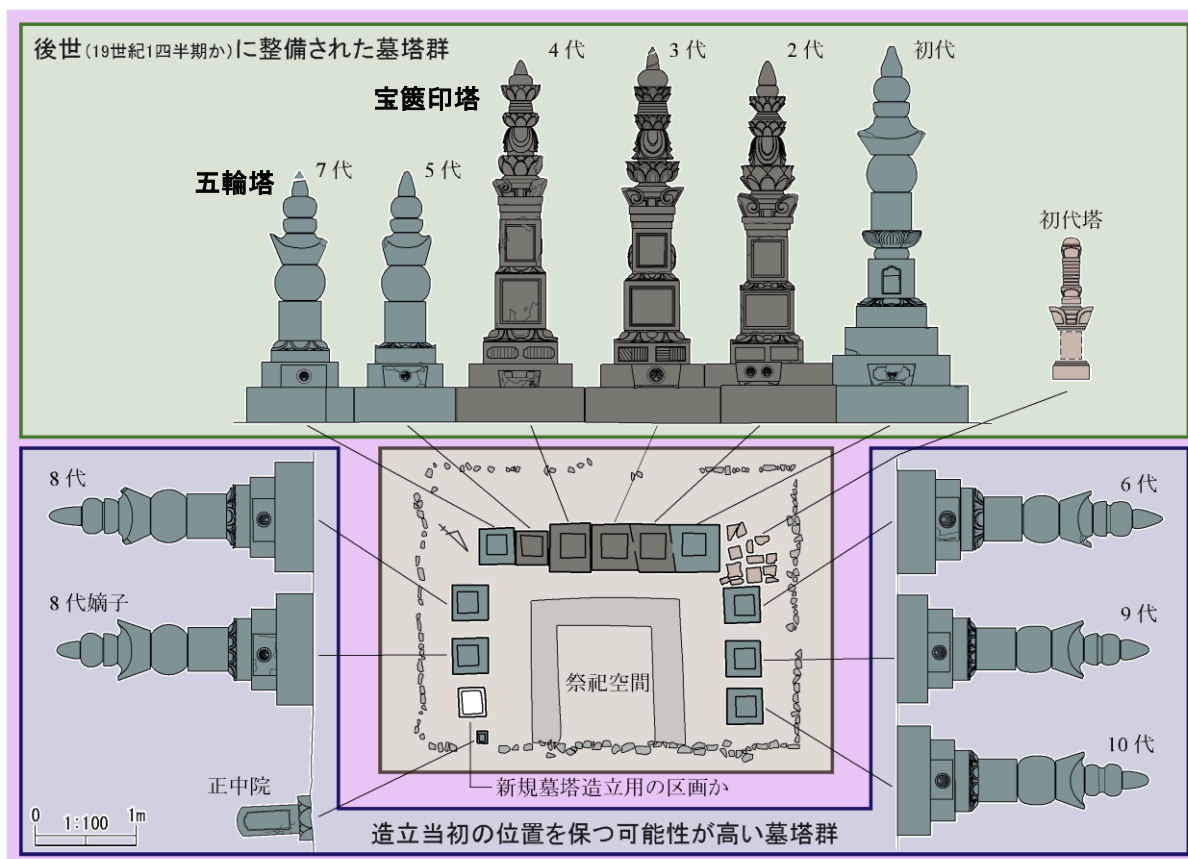 後世(19世紀1四半期か)に整備された墓塔群
4代
3代
2代
初代
宝篋印塔
五輪塔
7代
5代
初代塔
8代
8代嫡子
正中院
0 1:100 1m
祭祀空間
新規墓塔造立用の区画か
6代
9代
10代
造立当初の位置を保つ可能性が高い墓塔群